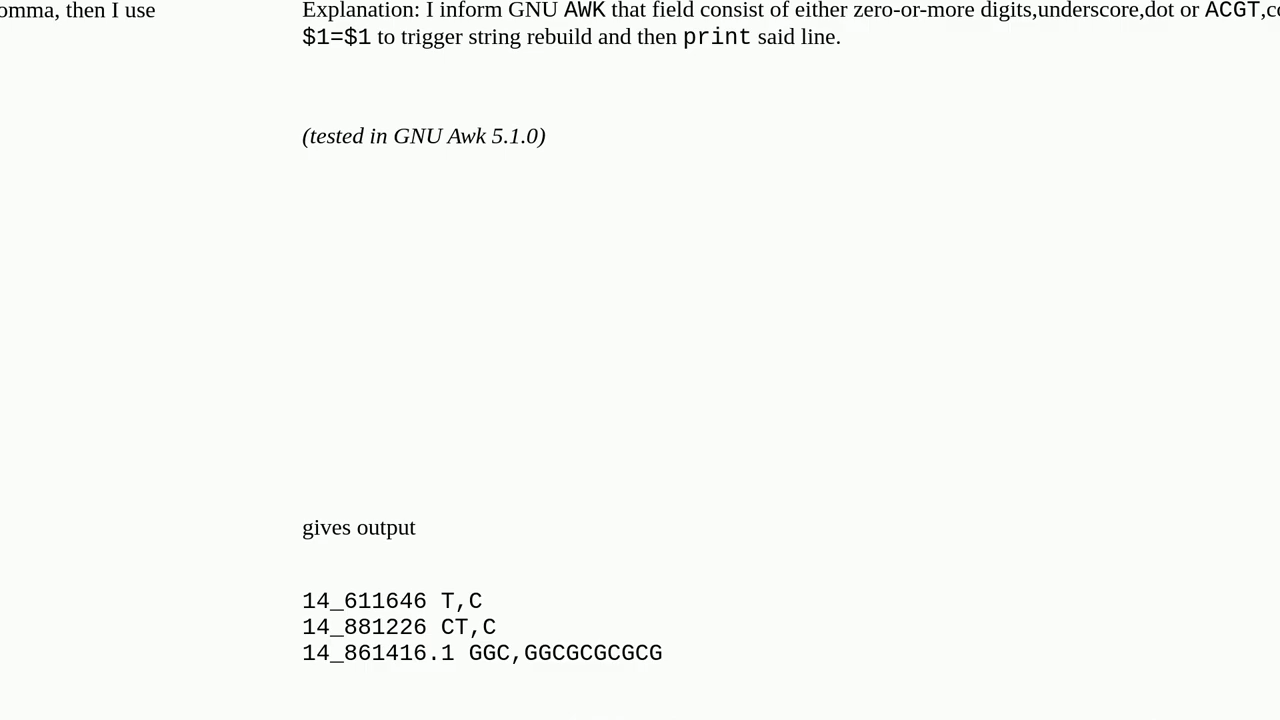 omma, then I use
Explanation: I inform GNU AWK that field consist of either zero-or-more digits,underscore,dot or ACGT,co
$1=$1 to trigger string rebuild and then print said line.
(tested in GNU Awk 5.1.0)
gives output
14_611646 T,C
14_881226 CT,C
14_861416.1 GGC,GGCGCGCGCG